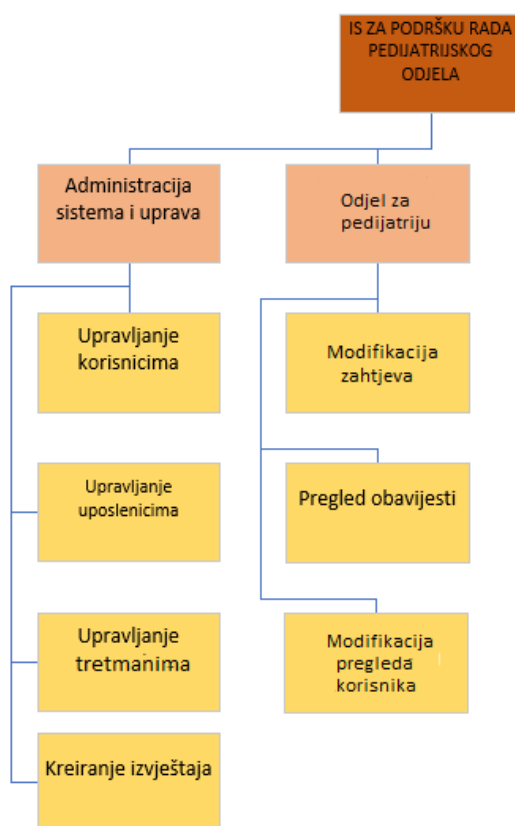 IS ZA PODRŠKU RADA
PEDIJATRIJSKOG
ODJELA
Administracija
sistema i uprava
Odjel za
pedijatriju
Upravljanje
korisnicima
Modifikacija
zahtjeva
Upravljanje
uposlenicima
Pregled obavijesti
Upravljanje
tretmanima
Modifikacija
pregleda
korisnika
Kreiranje izvještaja